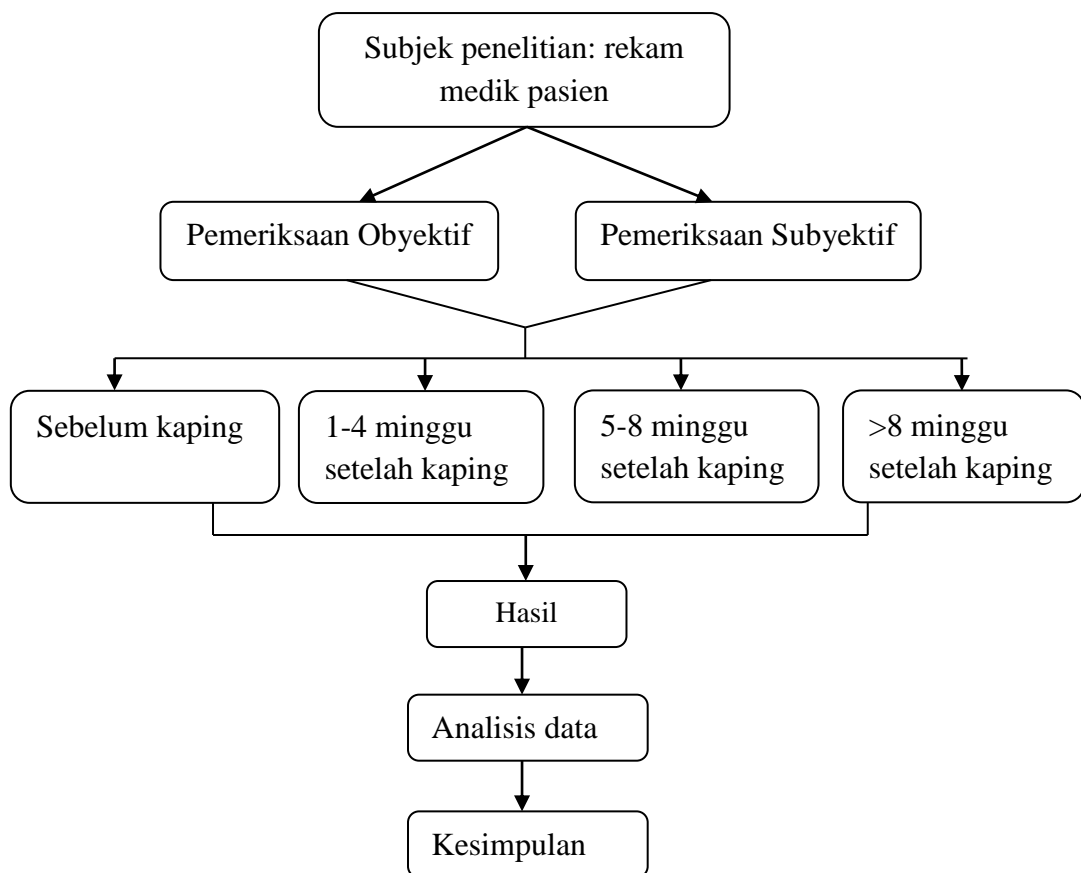 Subjek penelitian: rekam
medik pasien
Pemeriksaan Obyektif
Pemeriksaan Subyektif
Sebelum kaping
1-4 minggu
setelah kaping
5-8 minggu
setelah kaping
>8 minggu
setelah kaping
Hasil
Analisis data
Kesimpulan